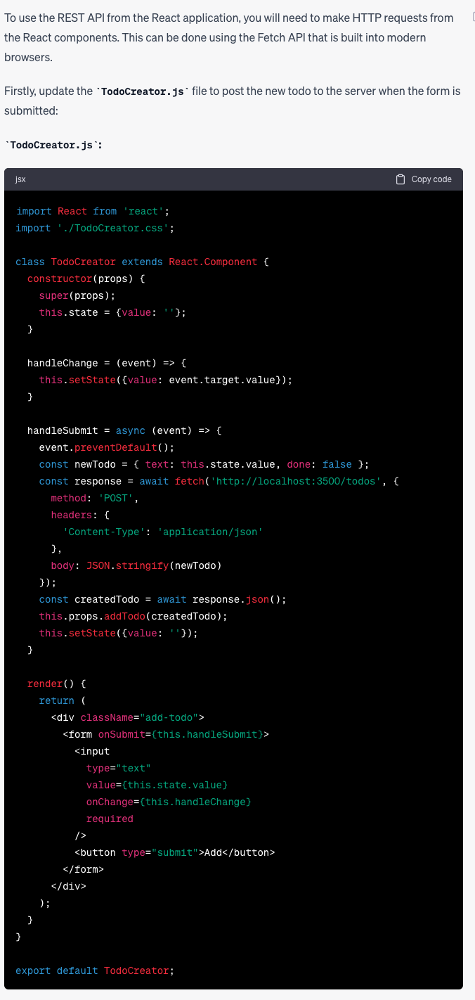 To use the REST API from the React application, you will need to make HTTP requests from
the React components. This can be done using the Fetch API that is built into modern
browsers.
Firstly, update the `TodoCreator.js` file to post the new todo to the server when the form is
submitted:
`TodoCreator.js`:
jsx Copy code
import React from 'react';
import './TodoCreator.css';
class TodoCreator extends React.Component {
  constructor(props) {
    super(props);
    this.state = {value: ''};
  }
  handleChange = (event) => {
    this.setState({value: event.target.value});
  }
  handleSubmit = async (event) => {
    event.preventDefault();
    const newTodo = { text: this.state.value, done: false };
    const response = await fetch('http://localhost:3500/todos', {
      method: 'POST',
      headers: {
        'Content-Type': 'application/json'
      },
      body: JSON.stringify(newTodo)
    });
    const createdTodo = await response.json();
    this.props.addTodo(createdTodo);
    this.setState({value: ''});
  }
  render() {
    return (
      <div className="add-todo">
        <form onSubmit={this.handleSubmit}>
          <input
            type="text"
            value={this.state.value}
            onChange={this.handleChange}
            required
          />
          <button type="submit">Add</button>
        </form>
      </div>
    );
  }
}
export default TodoCreator;